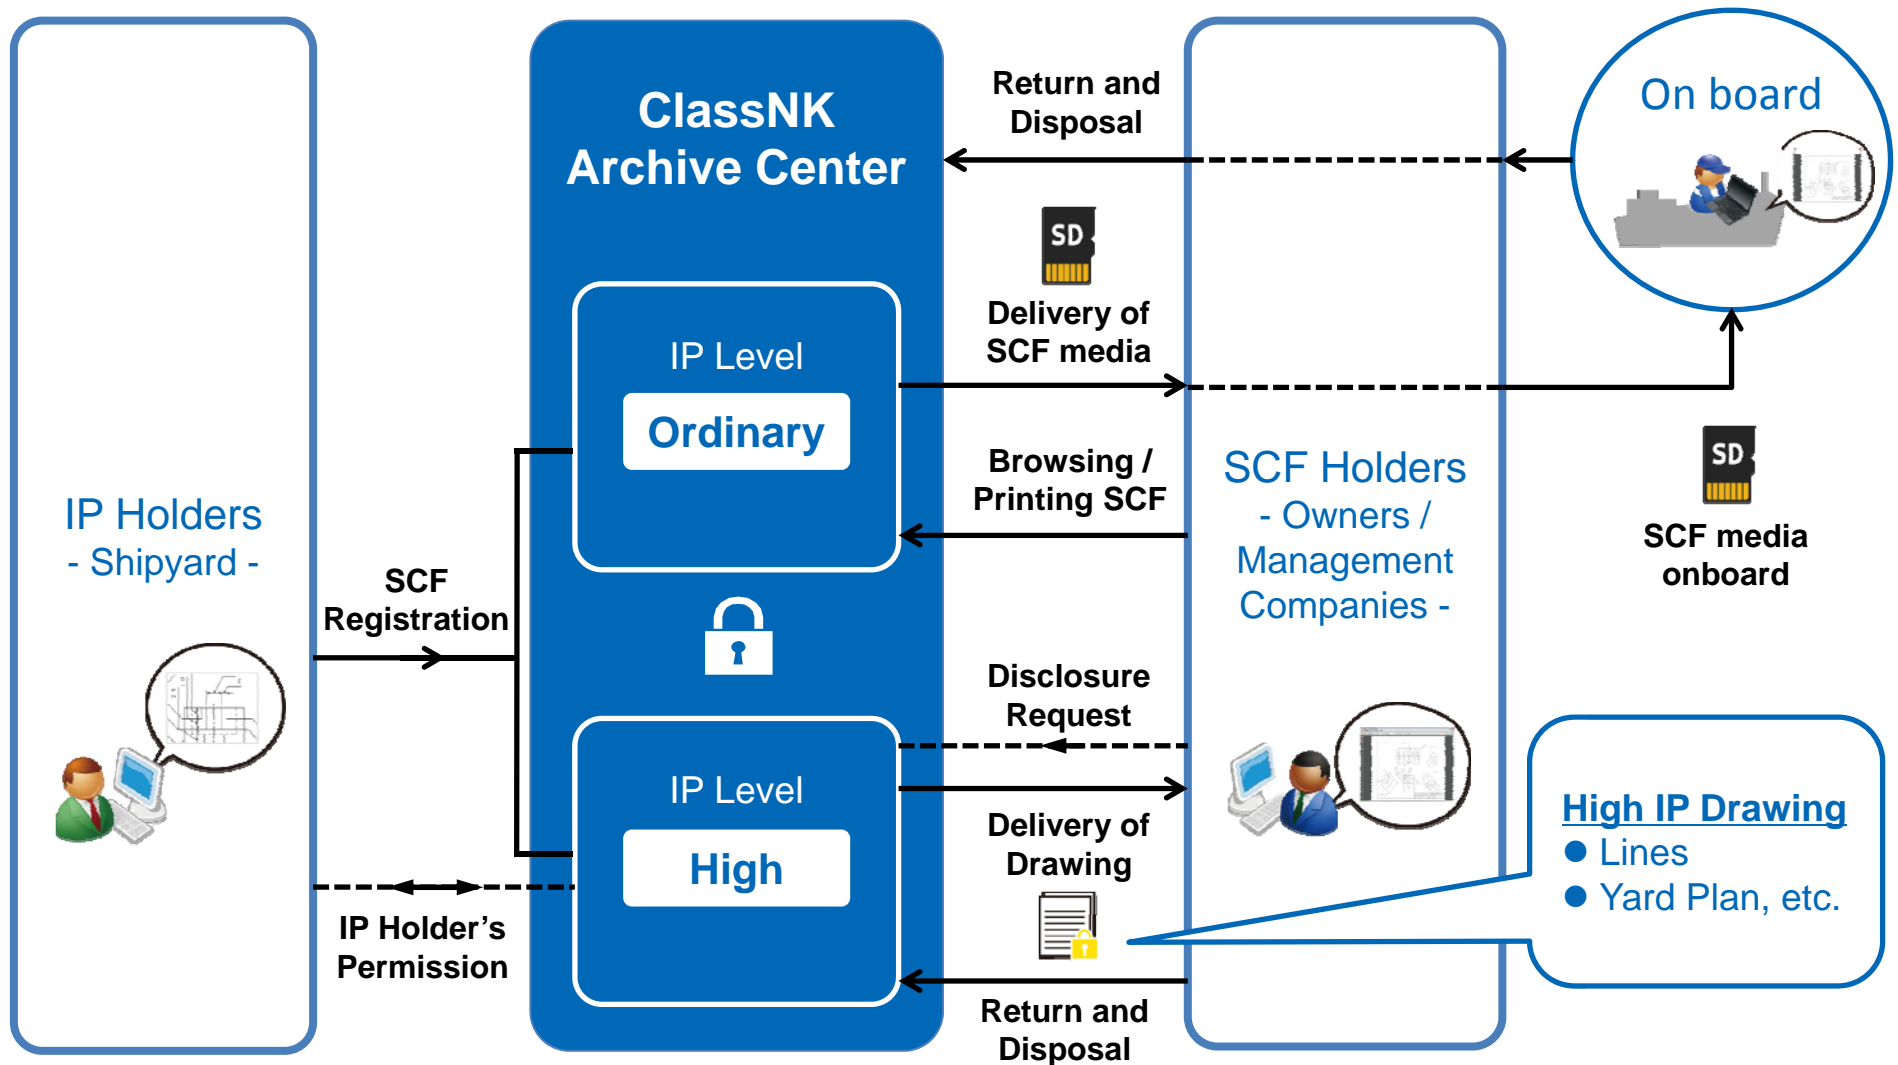 IP Holders
- Shipyard -
SCF
Registration
IP Holder's
Permission
ClassNK
Archive Center
IP Level
Ordinary
IP Level
High
Return and
Disposal
SD
Delivery of
SCF media
Browsing /
Printing SCF
Disclosure
Request
Delivery of
Drawing
Return and
Disposal
SCF Holders
- Owners /
Management
Companies -
On board
SD
SCF media
onboard
High IP Drawing
● Lines
● Yard Plan, etc.